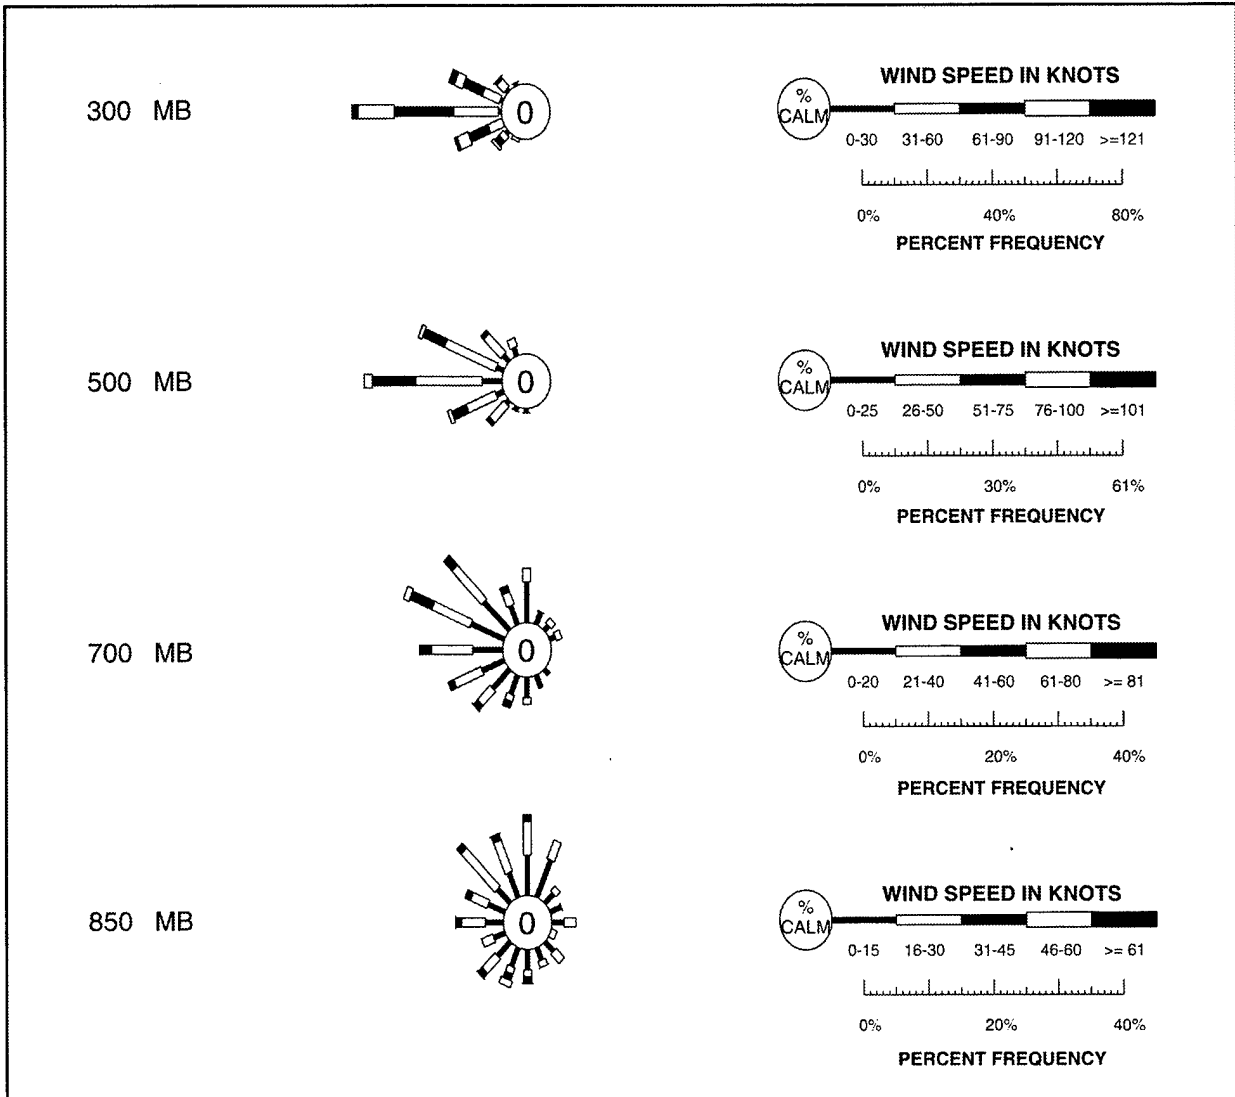 300 MB
0
WIND SPEED IN KNOTS
% CALM
0-30 31-60 61-90 91-120 >=121
0% 40% 80%
PERCENT FREQUENCY
500 MB
0
WIND SPEED IN KNOTS
% CALM
0-25 26-50 51-75 76-100 >=101
0% 30% 61%
PERCENT FREQUENCY
700 MB
0
WIND SPEED IN KNOTS
% CALM
0-20 21-40 41-60 61-80 >= 81
0% 20% 40%
PERCENT FREQUENCY
850 MB
0
WIND SPEED IN KNOTS
% CALM
0-15 16-30 31-45 46-60 >= 61
0% 20% 40%
PERCENT FREQUENCY